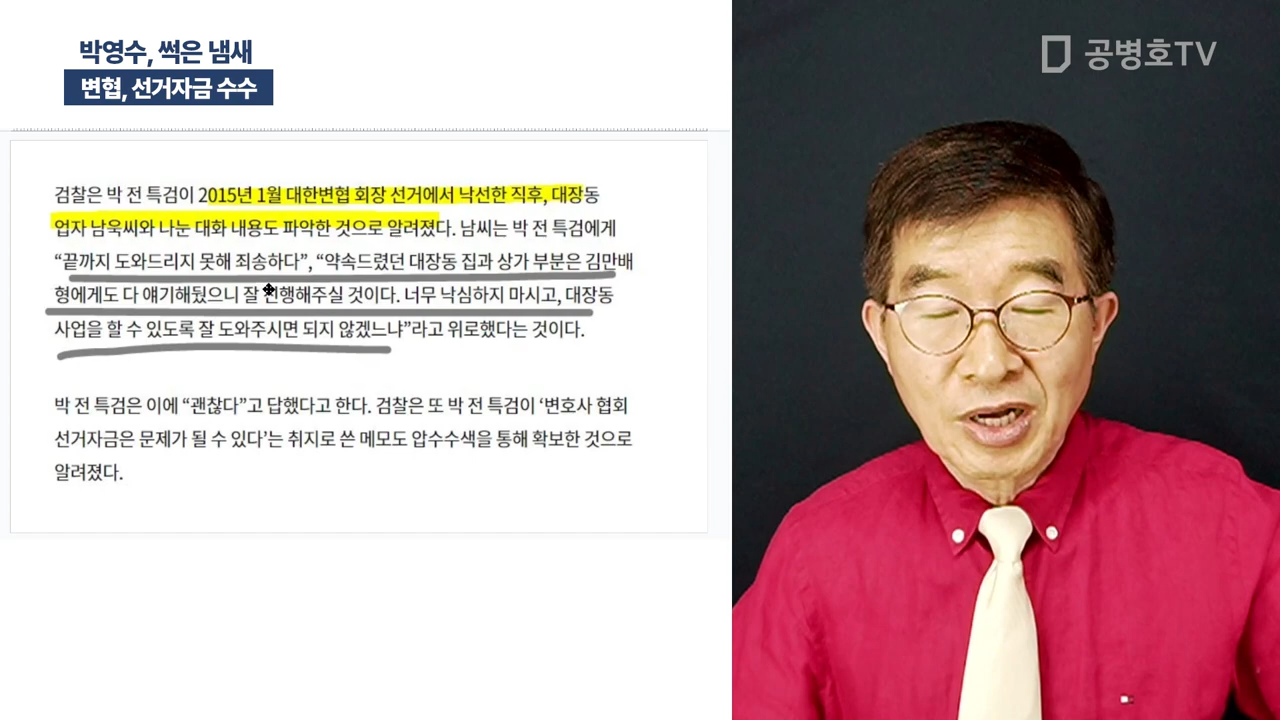 박영수, 썩은 냄새
변협, 선거자금 수수
공병호TV
검찰은 박 전 특검이 2015년 1월 대한변협 회장 선거에서 낙선한 직후, 대장동
업자 남욱씨와 나눈 대화 내용도 파악한 것으로 알려졌다. 남씨는 박 전 특검에게
“끝까지 도와드리지 못해 죄송하다”, “약속드렸던 대장동 집과 상가 부분은 김만배
형에게도 다 얘기해뒀으니 잘 진행해주실 것이다. 너무 낙심하지 마시고, 대장동
사업을 할 수 있도록 잘 도와주시면 되지 않겠느냐”라고 위로했다는 것이다.
박 전 특검은 이에 “괜찮다”고 답했다고 한다. 검찰은 또 박 전 특검이 ‘변호사 협회
선거자금은 문제가 될 수 있다’는 취지로 쓴 메모도 압수수색을 통해 확보한 것으로
알려졌다.